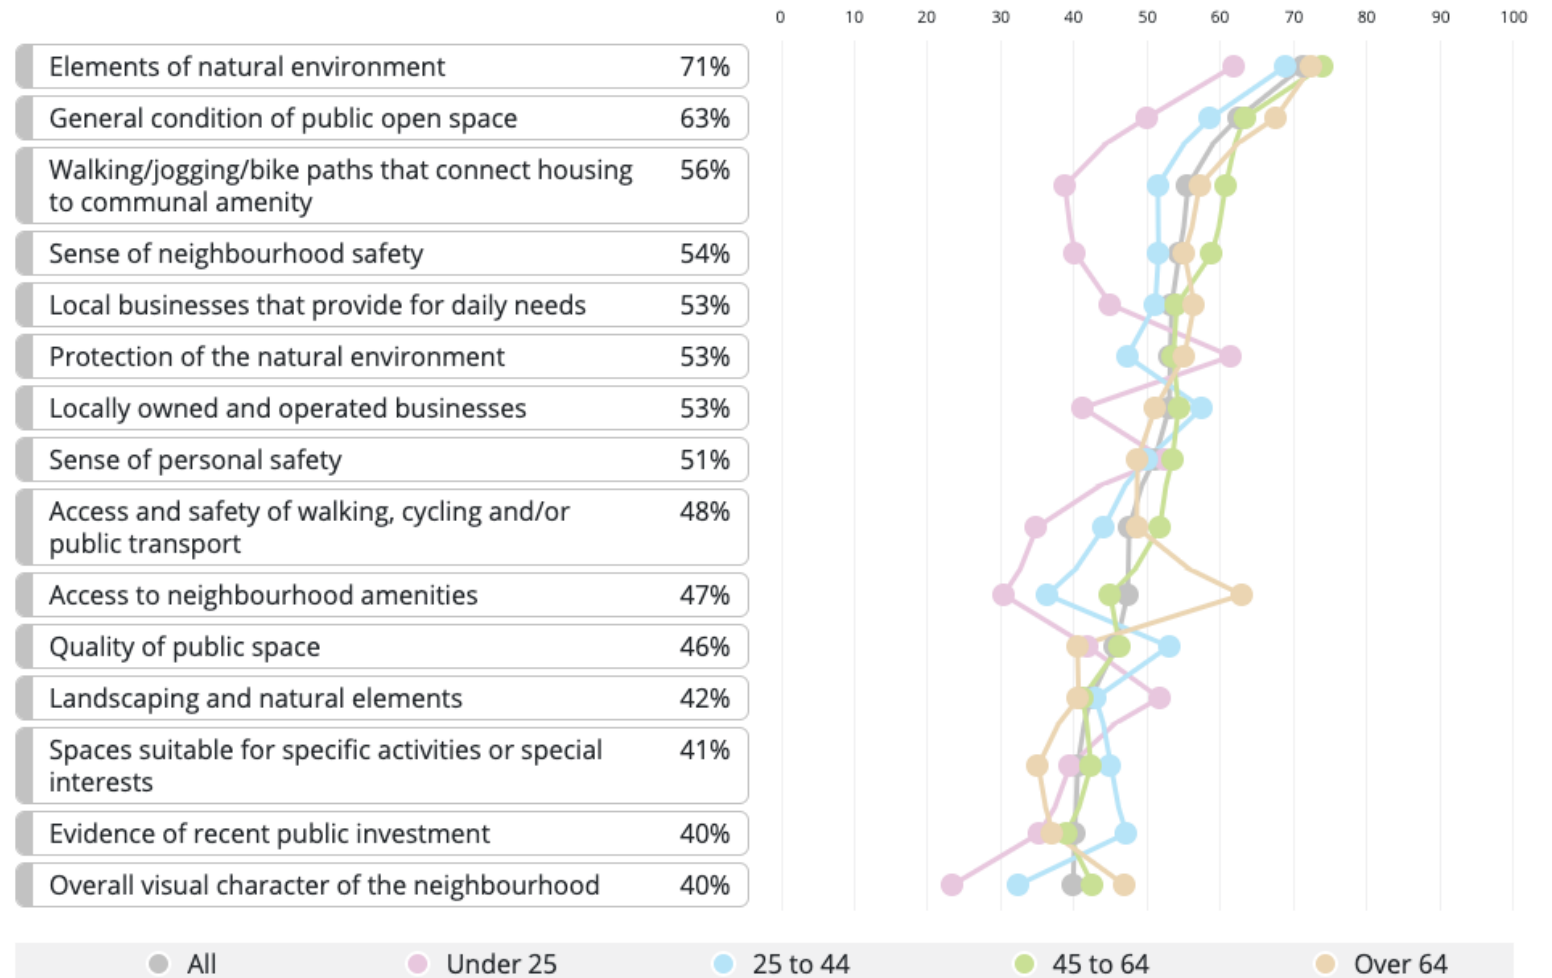 0 10 20 30 40 50 60 70 80 90 100
Elements of natural environment 71%
General condition of public open space 63%
Walking/jogging/bike paths that connect housing 56%
to communal amenity
Sense of neighbourhood safety 54%
Local businesses that provide for daily needs 53%
Protection of the natural environment 53%
Locally owned and operated businesses 53%
Sense of personal safety 51%
Access and safety of walking, cycling and/or 48%
public transport
Access to neighbourhood amenities 47%
Quality of public space 46%
Landscaping and natural elements 42%
Spaces suitable for specific activities or special 41%
interests
Evidence of recent public investment 40%
Overall visual character of the neighbourhood 40%
All Under 25 25 to 44 45 to 64 Over 64